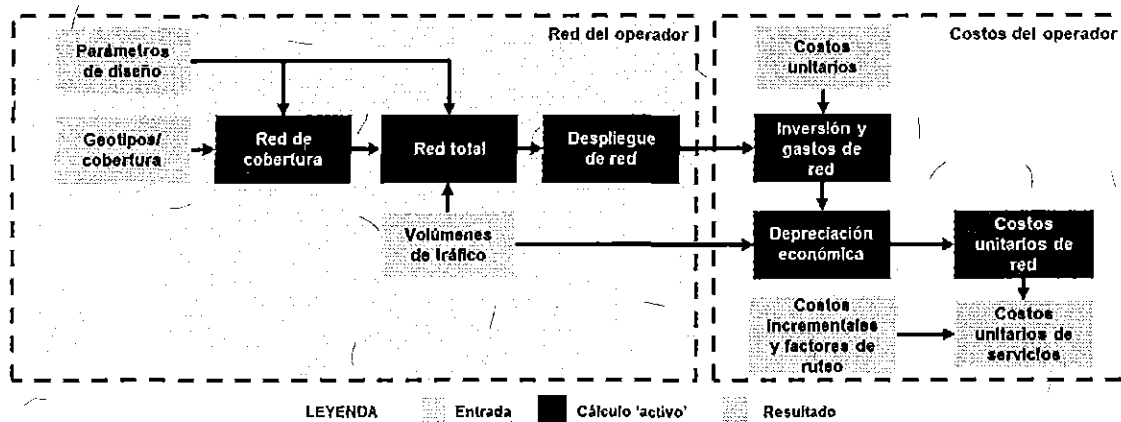 Red del operador
Parámetros
de diseño
Geotipos/
cobertura
Red de
cobertura
Red total
Despliegue
de red
Volúmenes
de tráfico
Costos del operador
Costos
unitarios
Inversión y
gastos de
red
Depreciación
económica
Costos
unitarios de
red
Costos
incrementales
y factores de
ruteo
Costos
unitarios de
servicios
LEYENDA
Entrada
Cálculo 'activo'
Resultado